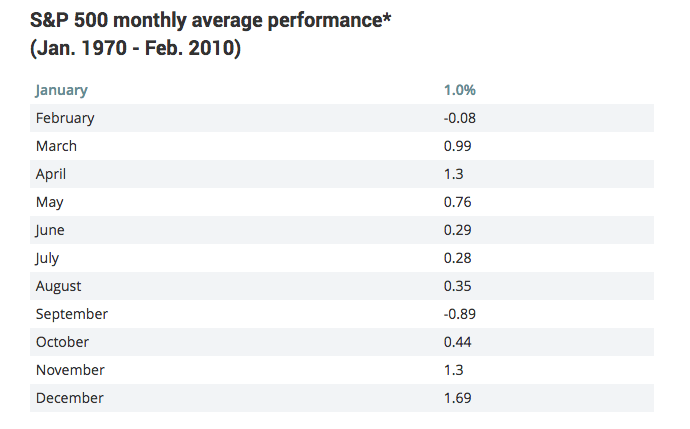 S&P 500 monthly average performance*
(Jan. 1970 - Feb. 2010)
January 1.0%
February -0.08
March 0.99
April 1.3
May 0.76
June 0.29
July 0.28
August 0.35
September -0.89
October 0.44
November 1.3
December 1.69